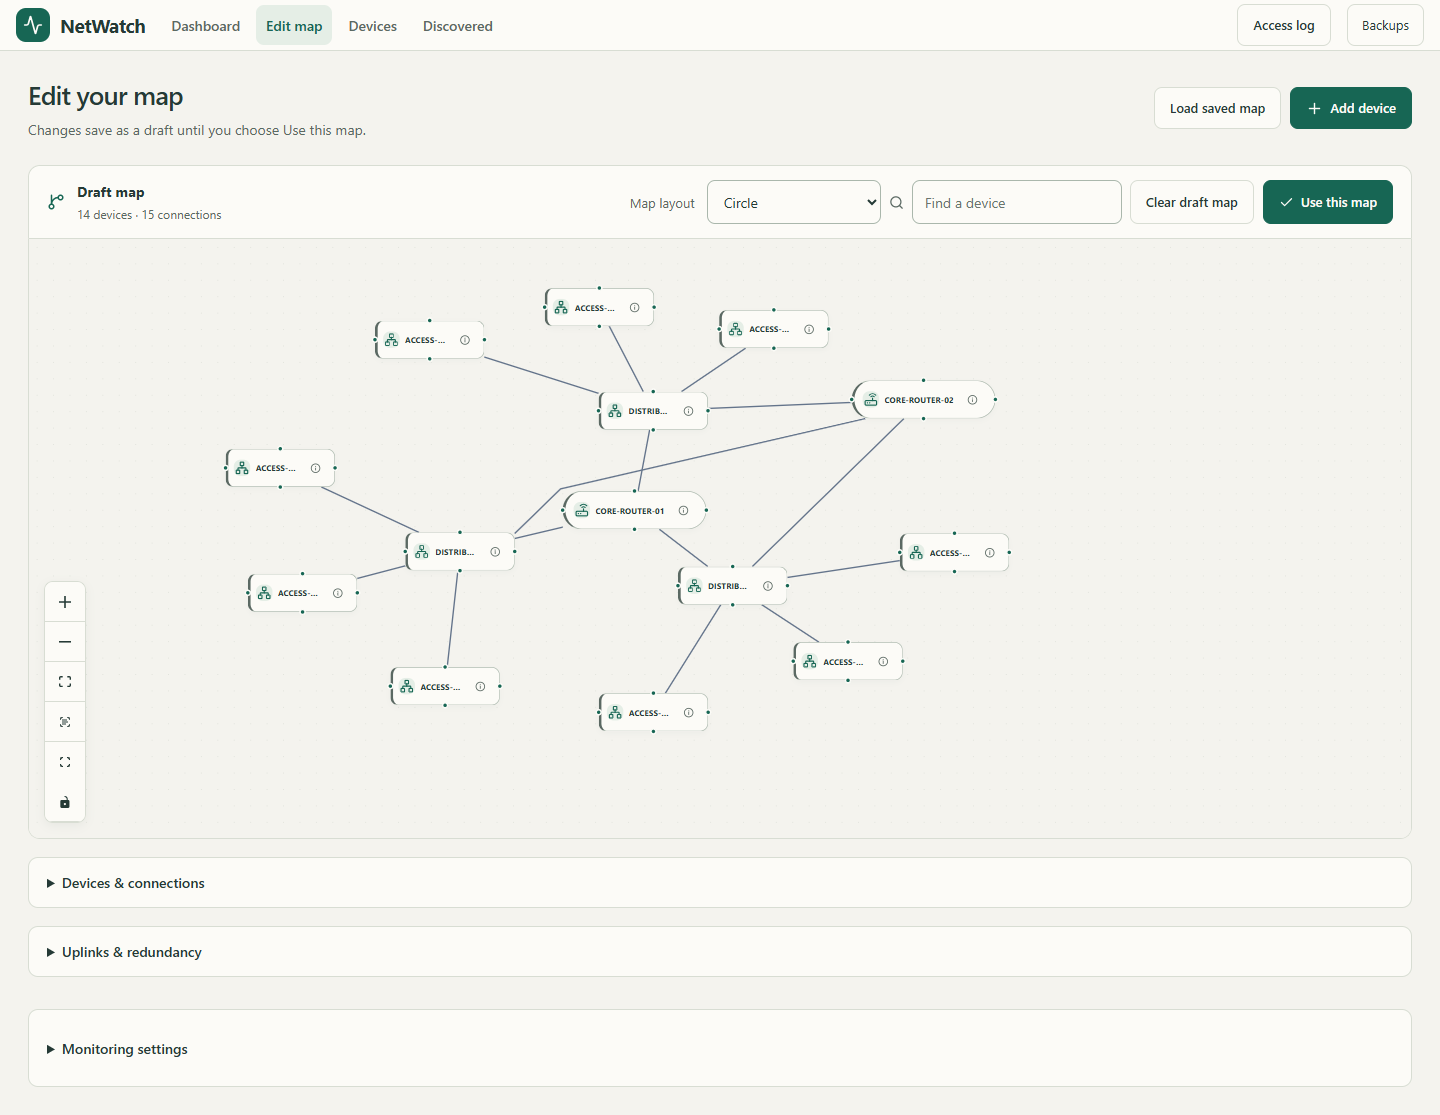 NetWatch
Dashboard
Edit map
Devices
Discovered
Access log
Backups
Edit your map
Changes save as a draft until you choose Use this map.
Load saved map
Add device
Draft map
14 devices · 15 connections
Map layout
Circle
Find a device
Clear draft map
Use this map
ACCESS-...
ACCESS-...
ACCESS-...
CORE-ROUTER-02
DISTRIB...
ACCESS-...
CORE-ROUTER-01
DISTRIB...
ACCESS-...
DISTRIB...
ACCESS-...
ACCESS-...
ACCESS-...
ACCESS-...
Devices & connections
Uplinks & redundancy
Monitoring settings